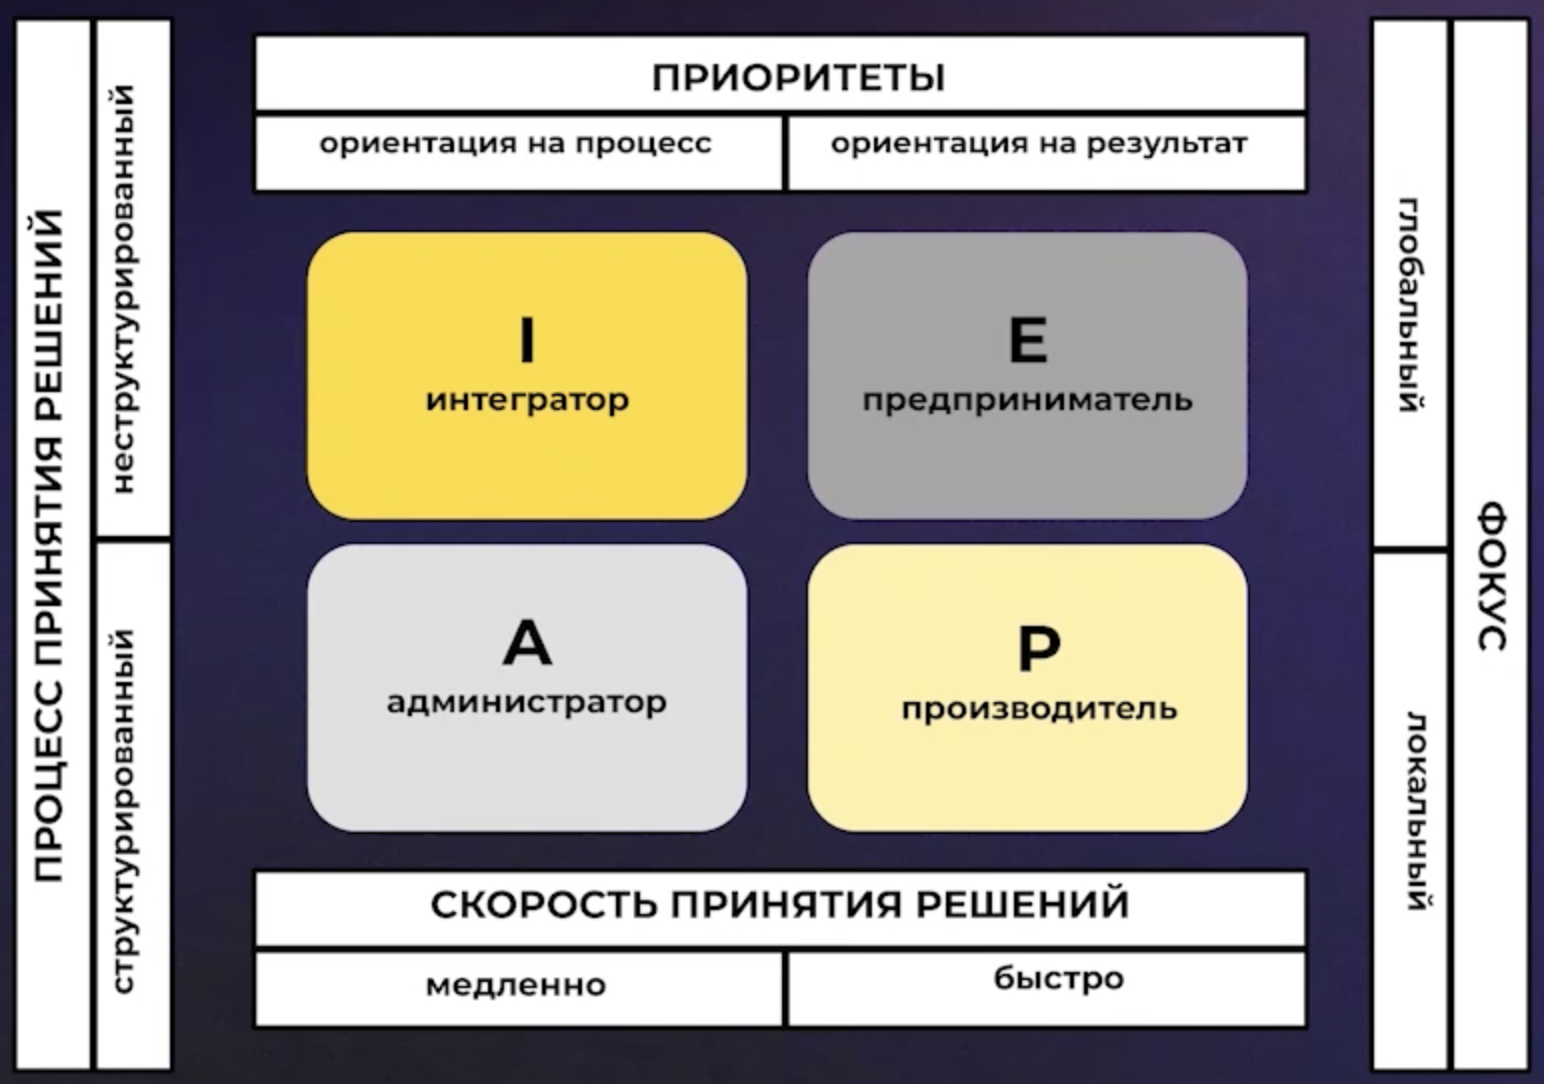 ПРОЦЕСС ПРИНЯТИЯ РЕШЕНИЙ
неструктурированный
структурированный
ПРИОРИТЕТЫ
ориентация на процесс
ориентация на результат
I
интегратор
E
предприниматель
A
администратор
P
производитель
СКОРОСТЬ ПРИНЯТИЯ РЕШЕНИЙ
медленно
быстро
глобальный
локальный
ФОКУС